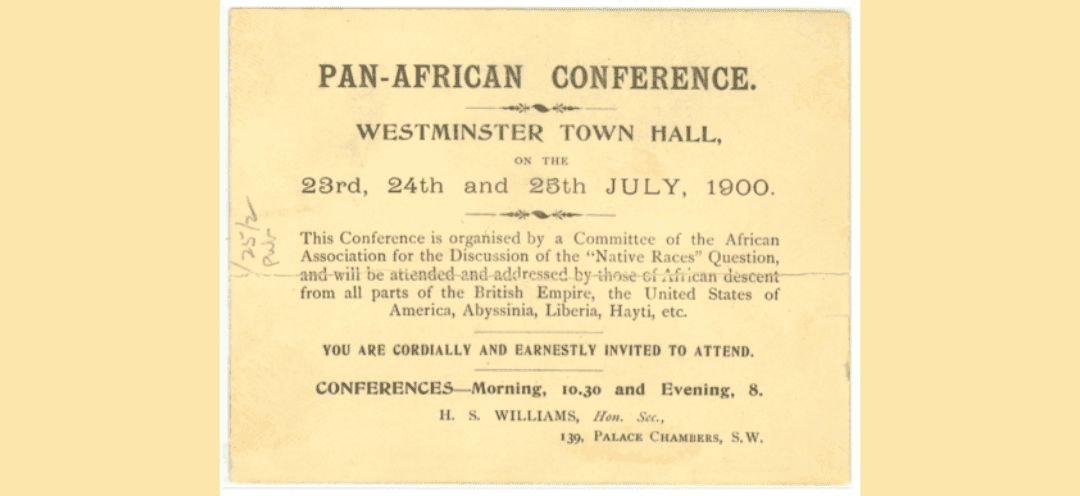 PAN-AFRICAN CONFERENCE.
WESTMINSTER TOWN HALL,
ON THE
23rd, 24th and 25th JULY, 1900.
This Conference is organised by a Committee of the African
Association for the Discussion of the "Native Races" Question,
and will be attended and addressed by those of African descent
from all parts of the British Empire, the United States of
America, Abyssinia, Liberia, Hayti, etc.
YOU ARE CORDIALLY AND EARNESTLY INVITED TO ATTEND.
CONFERENCES—Morning, 10.30 and Evening, 8.
H. S. WILLIAMS, Hon. Sec.,
139, PALACE CHAMBERS, S.W.